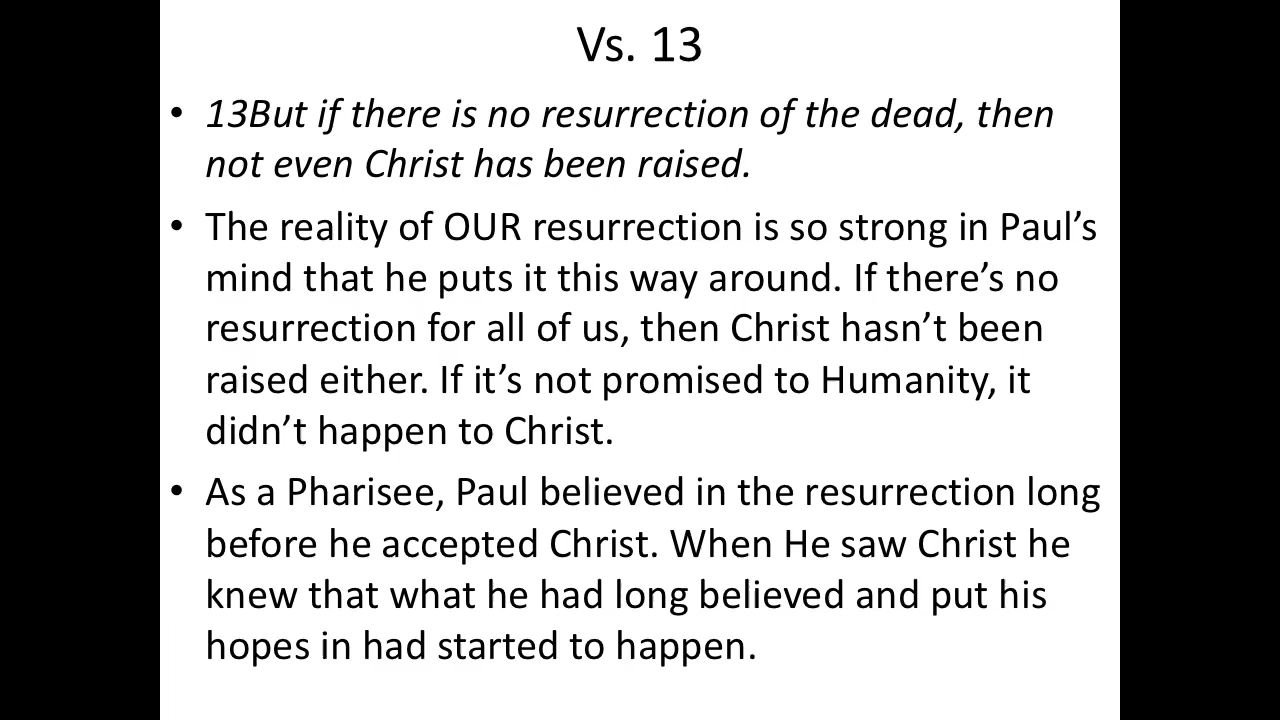 Vs. 13
• 13But if there is no resurrection of the dead, then
not even Christ has been raised.
• The reality of OUR resurrection is so strong in Paul’s
mind that he puts it this way around. If there’s no
resurrection for all of us, then Christ hasn’t been
raised either. If it’s not promised to Humanity, it
didn’t happen to Christ.
• As a Pharisee, Paul believed in the resurrection long
before he accepted Christ. When He saw Christ he
knew that what he had long believed and put his
hopes in had started to happen.